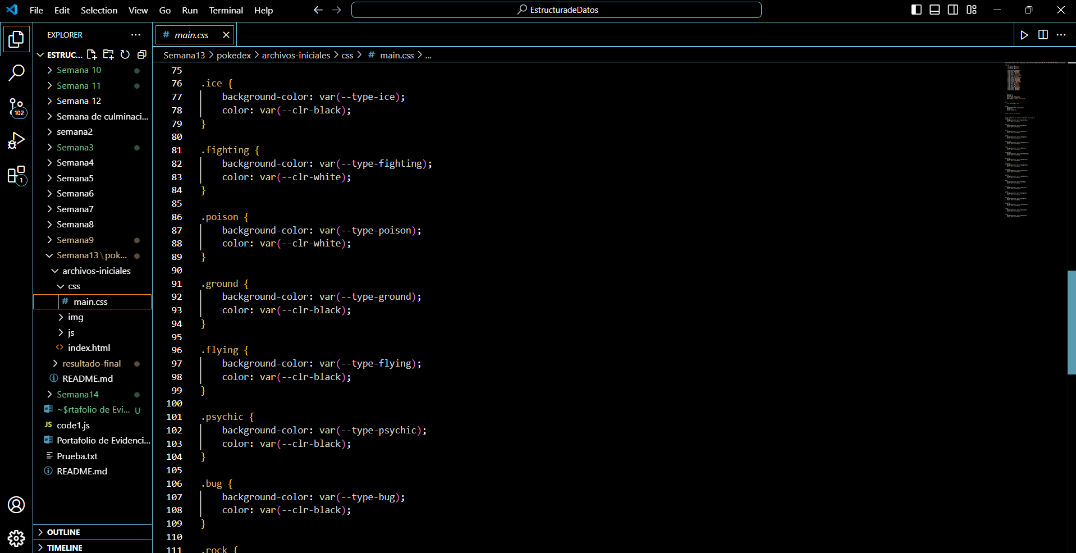 File Edit Selection View Go Run Terminal Help
EstructuradeDatos
EXPLORER
ESTRUC...
Semana 10
Semana 11
Semana 12
Semana de culminaci...
semana2
Semana3
Semana4
Semana5
Semana6
Semana7
Semana8
Semana9
Semana13\pok...
archivos-iniciales
css
# main.css
img
js
<> index.html
resultado-final
README.md
Semana14
~$rtafolio de Evi... U
JS code1.js
Portafolio de Evidenci...
Prueba.txt
README.md
OUTLINE
TIMELINE
102
1
# main.css
Semana13 > pokedex > archivos-iniciales > css > # main.css > ...
75
76 .ice {
77 background-color: var(--type-ice);
78 color: var(--clr-black);
79 }
80
81 .fighting {
82 background-color: var(--type-fighting);
83 color: var(--clr-white);
84 }
85
86 .poison {
87 background-color: var(--type-poison);
88 color: var(--clr-white);
89 }
90
91 .ground {
92 background-color: var(--type-ground);
93 color: var(--clr-black);
94 }
95
96 .flying {
97 background-color: var(--type-flying);
98 color: var(--clr-black);
99 }
100
101 .psychic {
102 background-color: var(--type-psychic);
103 color: var(--clr-black);
104 }
105
106 .bug {
107 background-color: var(--type-bug);
108 color: var(--clr-black);
109 }
110
111 .rock {